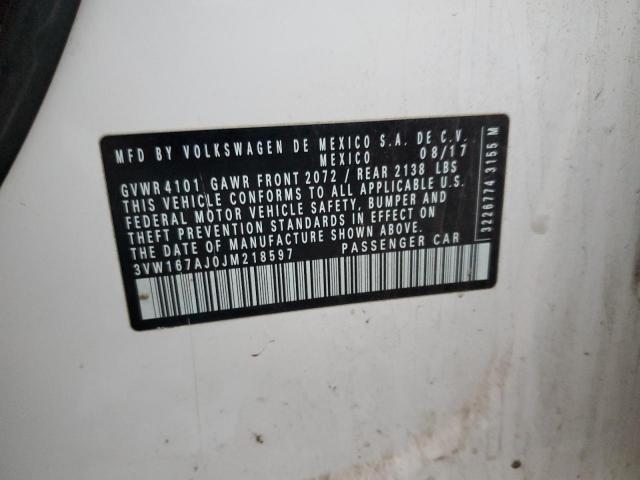 MFD BY VOLKSWAGEN DE MEXICO S.A. DE C.V.
MEXICO 08/17
GVWR 4101 GAWR FRONT 2072 / REAR 2138 LBS
THIS VEHICLE CONFORMS TO ALL APPLICABLE U.S.
FEDERAL MOTOR VEHICLE SAFETY, BUMPER AND
THEFT PREVENTION STANDARDS IN EFFECT ON
THE DATE OF MANUFACTURE SHOWN ABOVE.
3VW167AJ0JM218597 PASSENGER CAR
3226774 3155 M